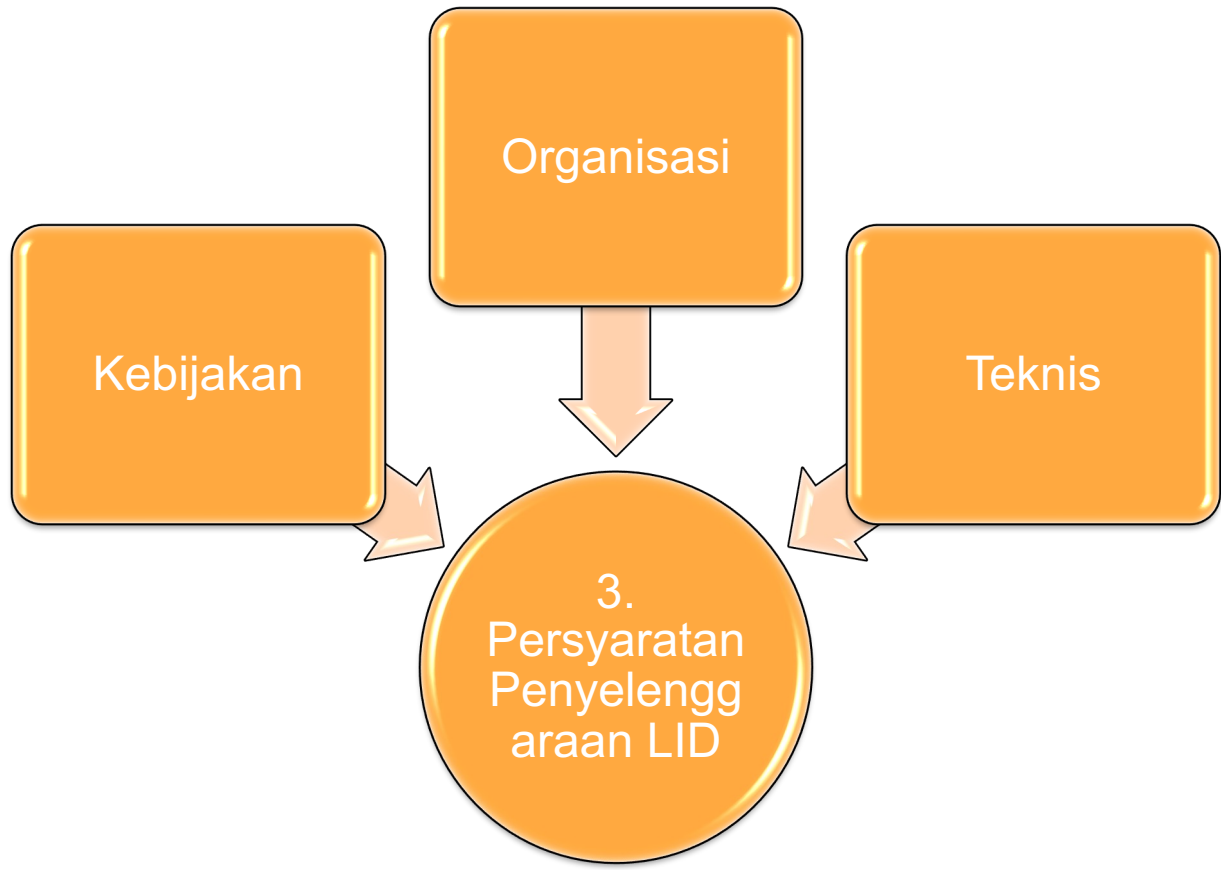 Organisasi
Kebijakan
Teknis
3.
Persyaratan
Penyelengg
araan LID